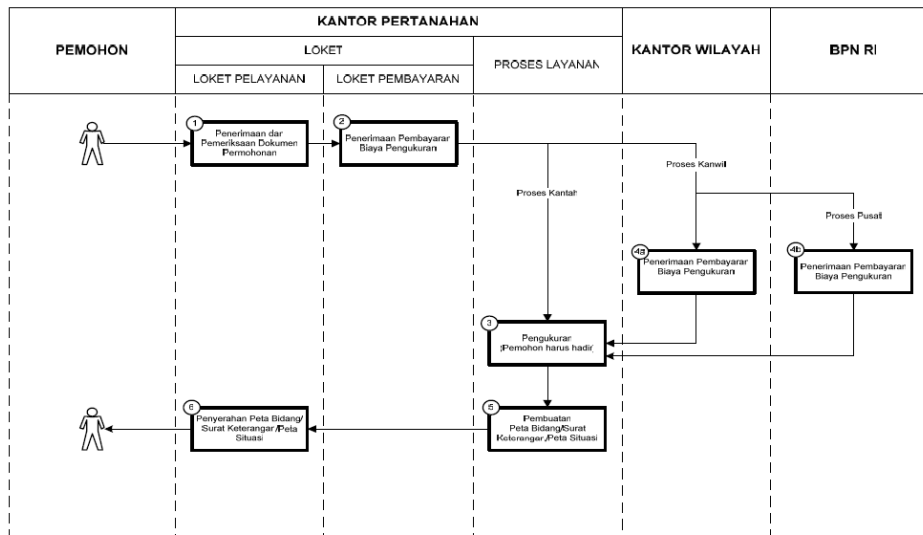 KANTOR PERTANAHAN
PEMOHON
LOKET
PROSES LAYANAN
KANTOR WILAYAH
BPN RI
LOKET PELAYANAN
LOKET PEMBAYARAN
1
Penerimaan dar
Pemeriksaan Dokumen
Permohonan
2
Penerimaan Pembayaran
Biaya Pengukuran
Proses Kanwil
Proses Kantah
Proses Pusat
4a
Penerimaan Pembayaran
Biaya Pengukuran
4b
Penerimaan Pembayaran
Biaya Pengukuran
3
Pengukuran
(Pemohon harus hadir)
6
Penyerahan Peta Bidang/
Surat Keterangan/Peta
Situasi
5
Pembuatan
Peta Bidang/Surat
Keterangan/Peta Situasi